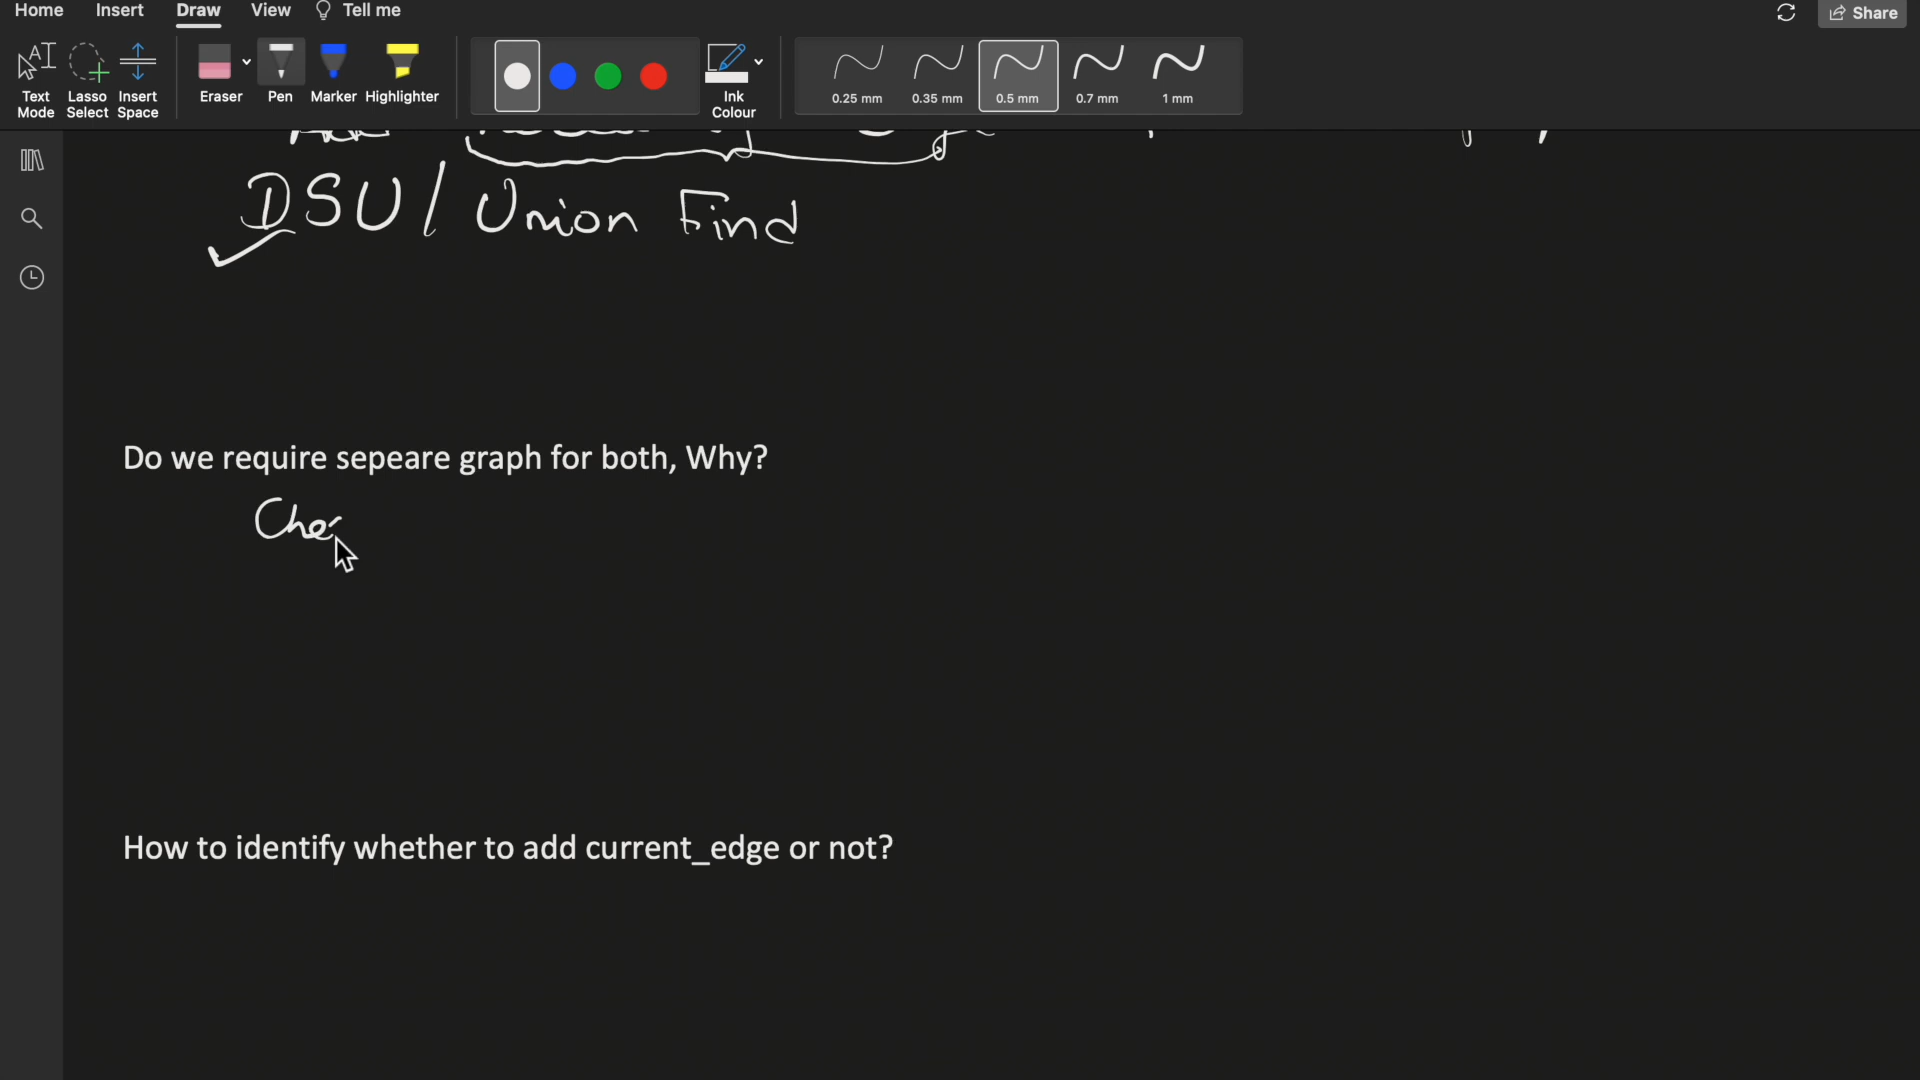 Home Insert Draw View Tell me Share
Text Mode Lasso Select Insert Space Eraser Pen Marker Highlighter Ink Colour 0.25 mm 0.35 mm 0.5 mm 0.7 mm 1 mm
DSU / Union Find
Do we require sepeare graph for both, Why?
Che
How to identify whether to add current_edge or not?